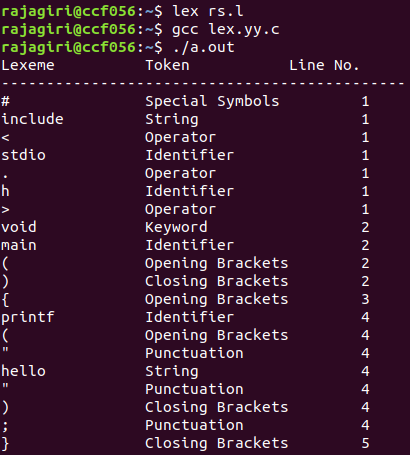 rajagiri@ccf056:~$ lex rs.l
rajagiri@ccf056:~$ gcc lex.yy.c
rajagiri@ccf056:~$ ./a.out
Lexeme Token Line No.
---------------------------------------------
# Special Symbols 1
include String 1
< Operator 1
stdio Identifier 1
. Operator 1
h Identifier 1
> Operator 1
void Keyword 2
main Identifier 2
( Opening Brackets 2
) Closing Brackets 2
{ Opening Brackets 3
printf Identifier 4
( Opening Brackets 4
" Punctuation 4
hello String 4
" Punctuation 4
) Closing Brackets 4
; Punctuation 4
} Closing Brackets 5